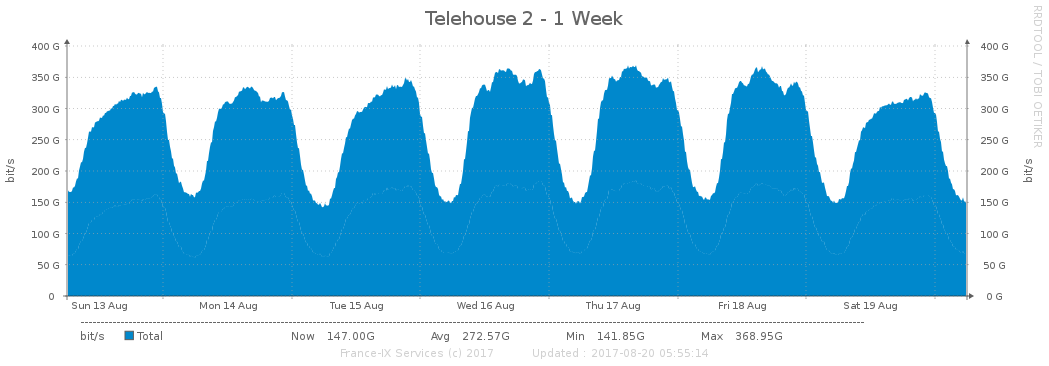 Telehouse 2 - 1 Week
RRDTOOL / TOBI OETIKER
400 G 400 G
350 G 350 G
300 G 300 G
250 G 250 G
200 G 200 G
150 G 150 G
100 G 100 G
50 G 50 G
0 0 G
bit/s bit/s
Sun 13 Aug Mon 14 Aug Tue 15 Aug Wed 16 Aug Thu 17 Aug Fri 18 Aug Sat 19 Aug
bit/s Total Now 147.00G Avg 272.57G Min 141.85G Max 368.95G
France-IX Services (c) 2017 Updated : 2017-08-20 05:55:14